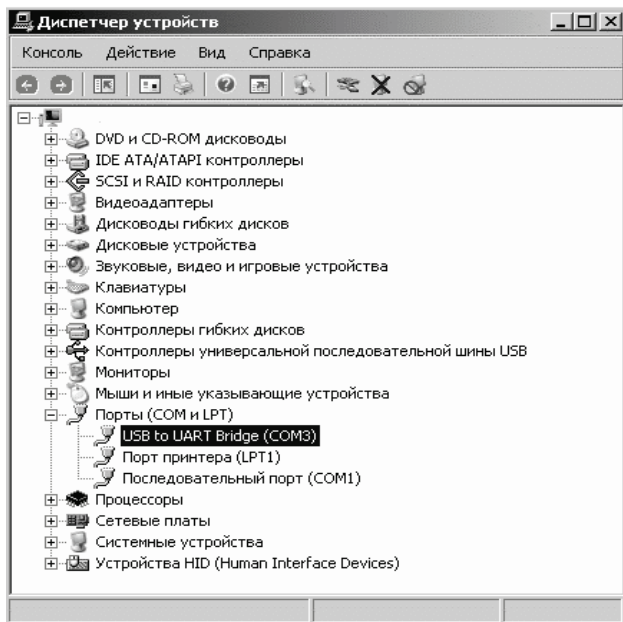 Диспетчер устройств
Консоль Действие Вид Справка
DVD и CD-ROM дисководы
IDE ATA/ATAPI контроллеры
SCSI и RAID контроллеры
Видеоадаптеры
Дисководы гибких дисков
Дисковые устройства
Звуковые, видео и игровые устройства
Клавиатуры
Компьютер
Контроллеры гибких дисков
Контроллеры универсальной последовательной шины USB
Мониторы
Мыши и иные указывающие устройства
Порты (COM и LPT)
USB to UART Bridge (COM3)
Порт принтера (LPT1)
Последовательный порт (COM1)
Процессоры
Сетевые платы
Системные устройства
Устройства HID (Human Interface Devices)